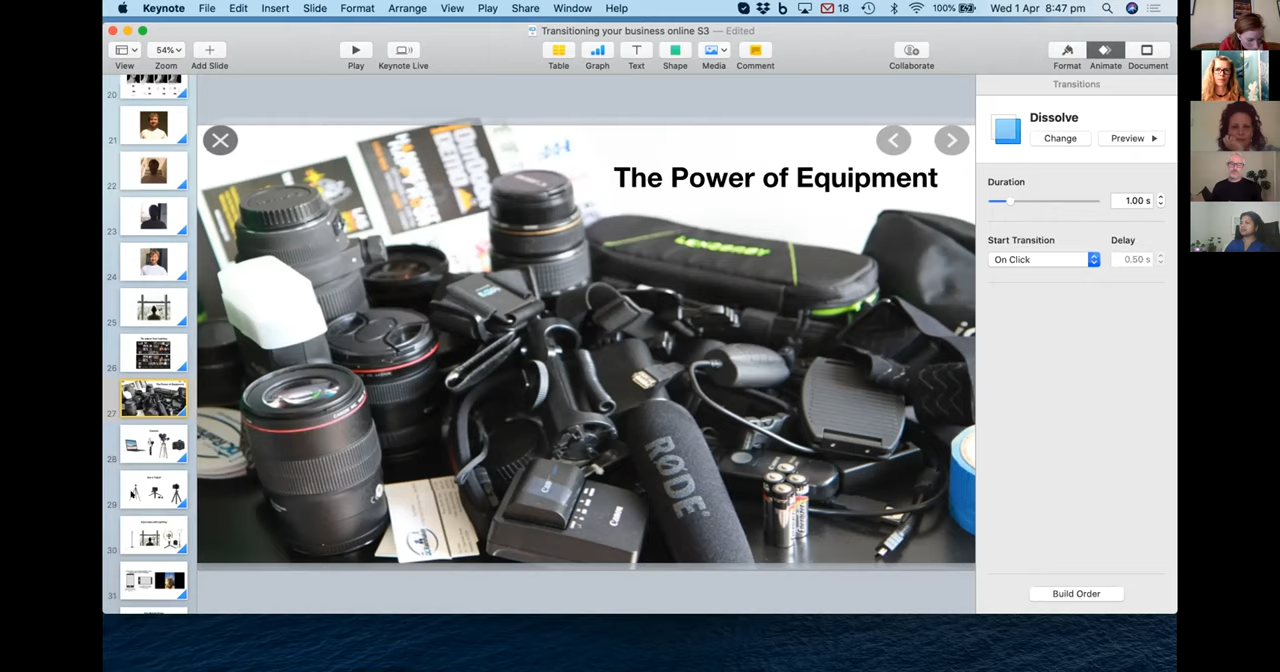 Keynote File Edit Insert Slide Format Arrange View Play Share Window Help 18 100% Wed 1 Apr 8:47 pm
Transitioning your business online S3 — Edited
54%
View Zoom Add Slide Play Keynote Live Table Graph Text Shape Media Comment Collaborate Format Animate Document
Transitions
Dissolve
Change Preview
Duration
1.00 s
Start Transition Delay
On Click 0.50 s
Build Order
20
21
22
23
24
25
26
27
28
29
30
31
The Power of Equipment
LENSBABY
RØDE
Canon